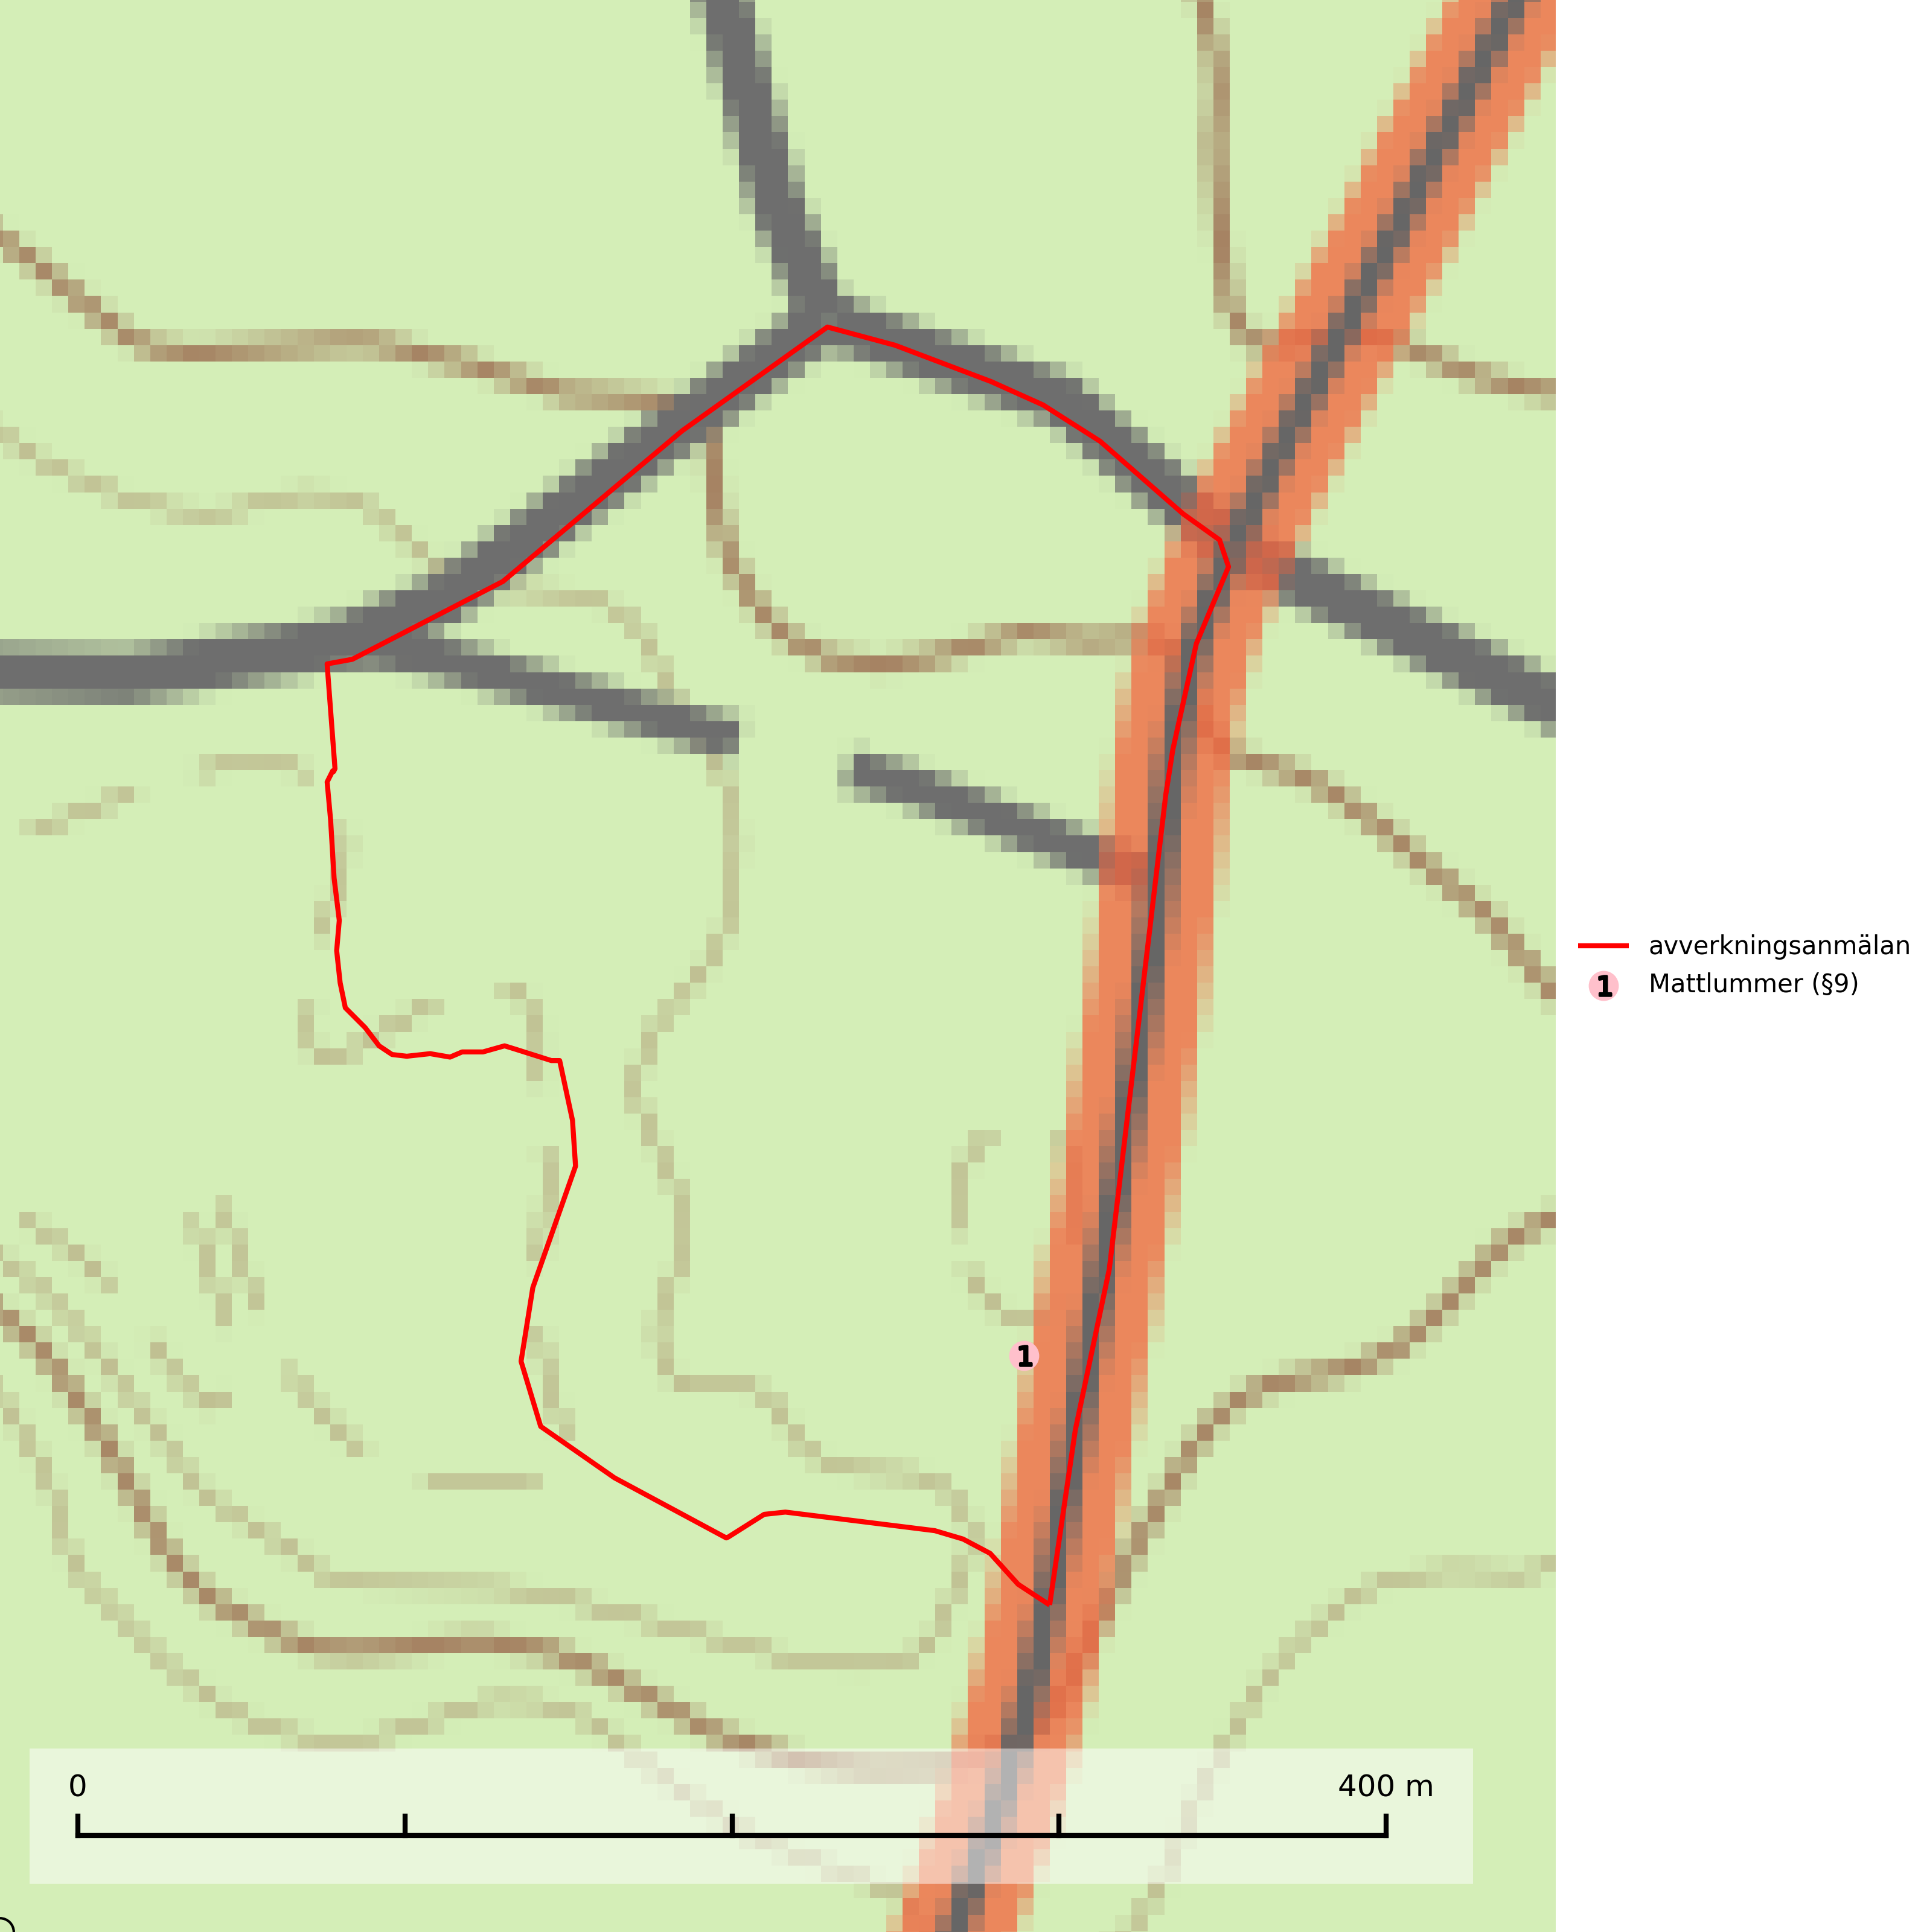 avverkningsanmälan
1 Mattlummer (§9)
1
0 400 m